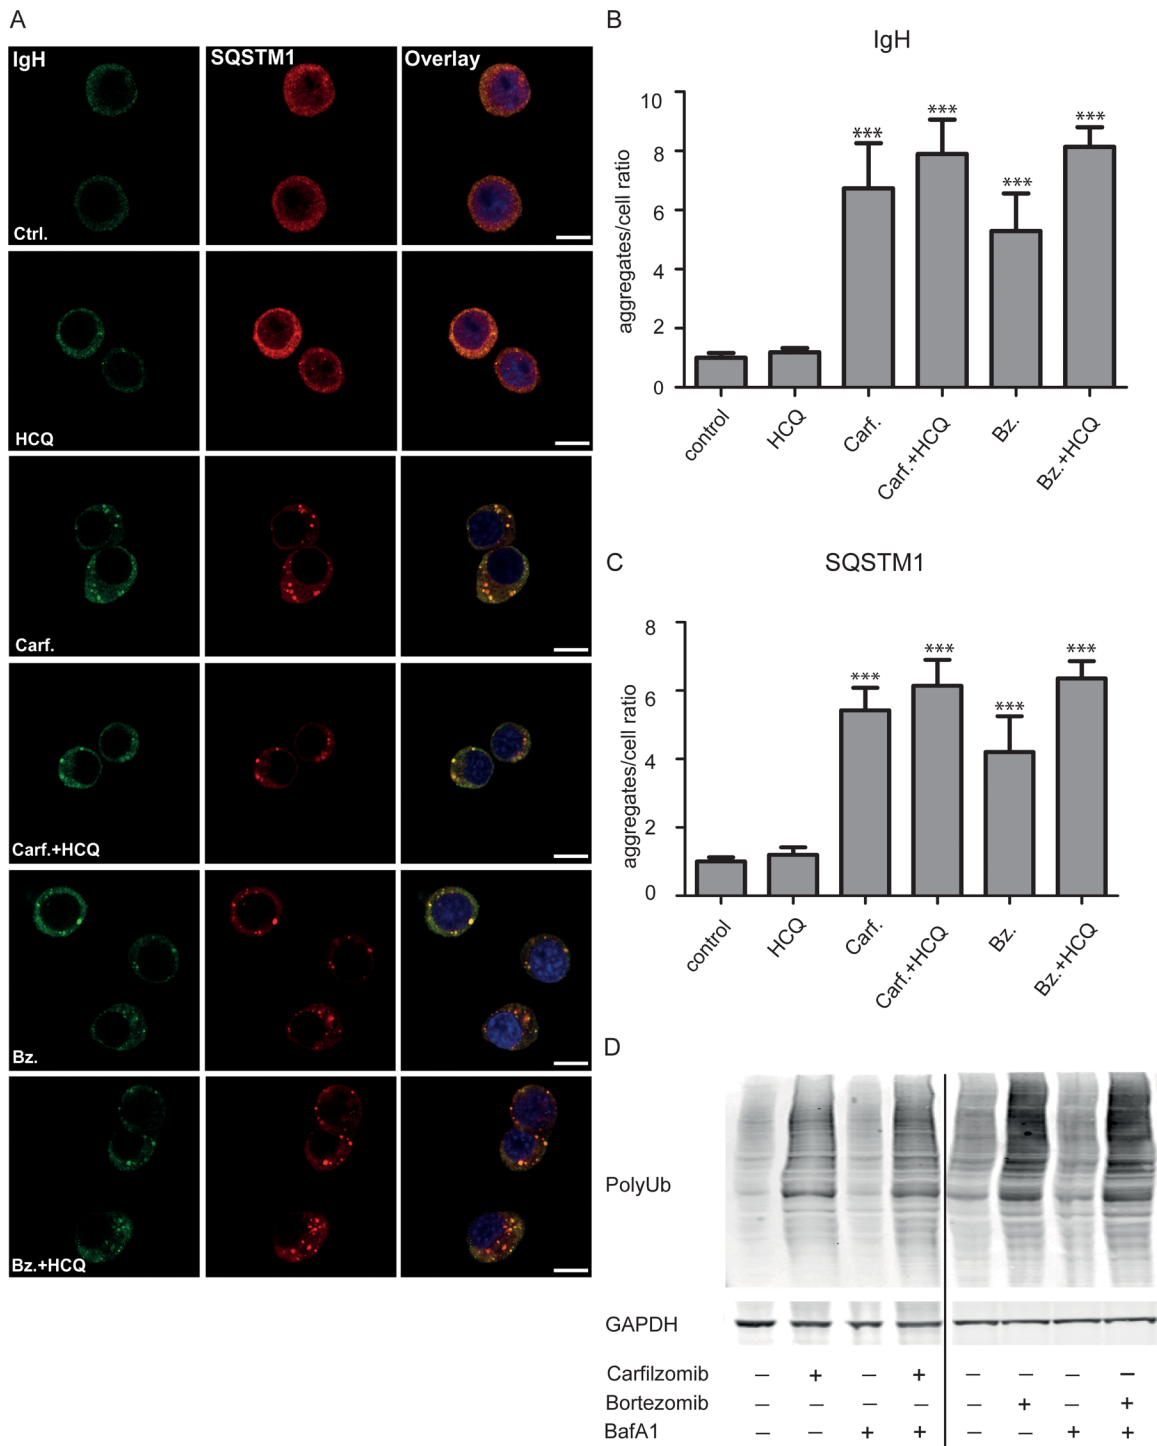 A
IgH SQSTM1 Overlay
Ctrl.
HCQ
Carf.
Carf.+HCQ
Bz.
Bz.+HCQ
B
IgH
aggregates/cell ratio
10
8
6
4
2
0
control HCQ Carf. Carf.+HCQ Bz. Bz.+HCQ
*** *** *** ***
C
SQSTM1
aggregates/cell ratio
8
6
4
2
0
control HCQ Carf. Carf.+HCQ Bz. Bz.+HCQ
*** *** *** ***
D
PolyUb
GAPDH
Carfilzomib – + – + – – – –
Bortezomib – – – – – + – +
BafA1 – – + + – – + +